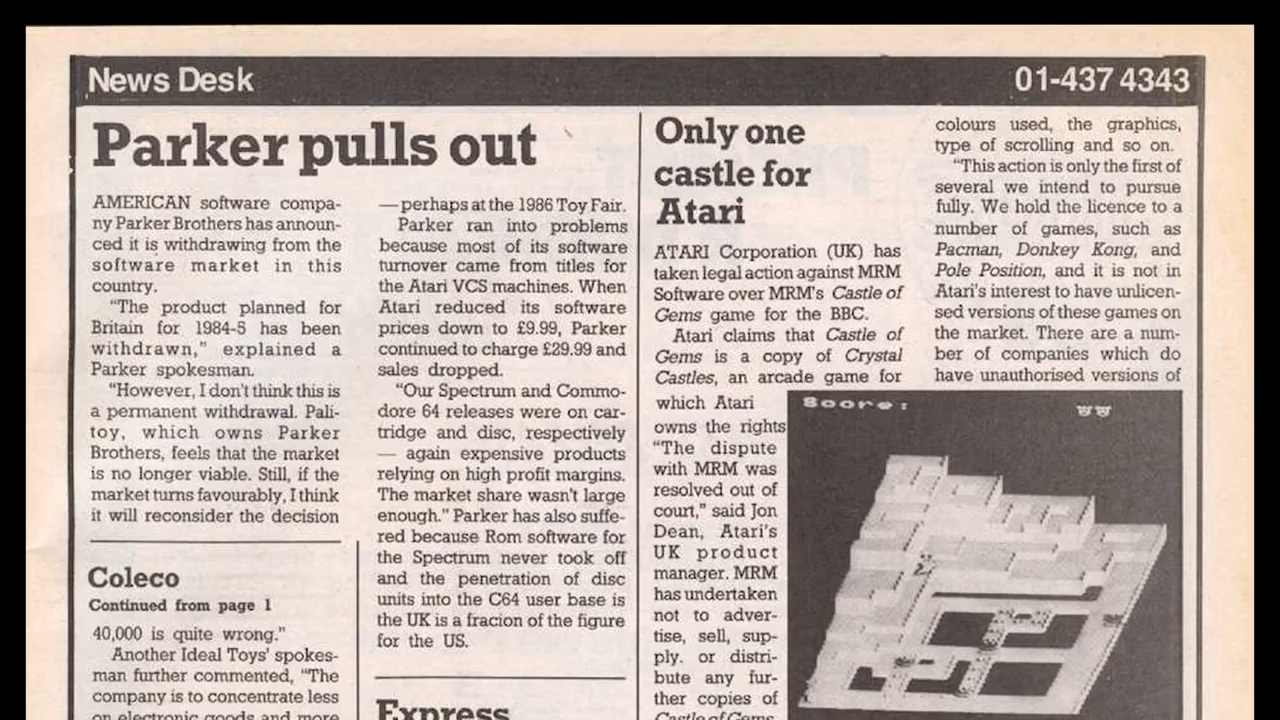 News Desk
01-437 4343
Parker pulls out
AMERICAN software compa-
ny Parker Brothers has announ-
ced it is withdrawing from the
software market in this
country.
"The product planned for
Britain for 1984-5 has been
withdrawn," explained a
Parker spokesman.
"However, I don't think this is
a permanent withdrawal. Pali-
toy, which owns Parker
Brothers, feels that the market
is no longer viable. Still, if the
market turns favourably, I think
it will reconsider the decision
— perhaps at the 1986 Toy Fair.
Parker ran into problems
because most of its software
turnover came from titles for
the Atari VCS machines. When
Atari reduced its software
prices down to £9.99, Parker
continued to charge £29.99 and
sales dropped.
"Our Spectrum and Commo-
dore 64 releases were on car-
tridge and disc, respectively
— again expensive products
relying on high profit margins.
The market share wasn't large
enough." Parker has also suffe-
red because Rom software for
the Spectrum never took off
and the penetration of disc
units into the C64 user base is
the UK is a fracion of the figure
for the US.
Coleco
Continued from page 1
40,000 is quite wrong."
Another Ideal Toys' spokes-
man further commented, "The
company is to concentrate less
on electronic goods and more
Express
Only one
castle for
Atari
ATARI Corporation (UK) has
taken legal action against MRM
Software over MRM's Castle of
Gems game for the BBC.
Atari claims that Castle of
Gems is a copy of Crystal
Castles, an arcade game for
which Atari
owns the rights
"The dispute
with MRM was
resolved out of
court," said Jon
Dean, Atari's
UK product
manager. MRM
has undertaken
not to adver-
tise, sell, sup-
ply. or distri-
bute any fur-
ther copies of
Castle of Gems
colours used, the graphics,
type of scrolling and so on.
"This action is only the first of
several we intend to pursue
fully. We hold the licence to a
number of games, such as
Pacman, Donkey Kong, and
Pole Position, and it is not in
Atari's interest to have unlicen-
sed versions of these games on
the market. There are a num-
ber of companies which do
have unauthorised versions of
Score: